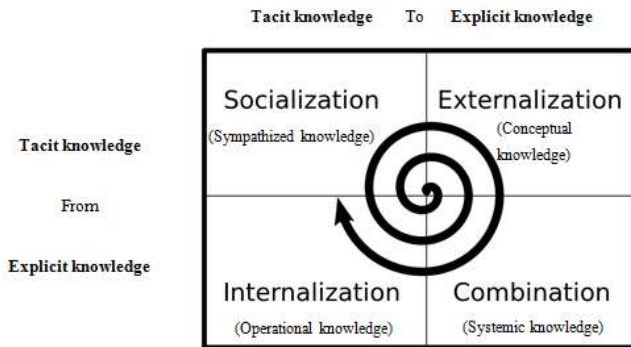 Tacit knowledge To Explicit knowledge
Socialization Externalization
(Sympathized knowledge) (Conceptual
knowledge)
Tacit knowledge
From
Explicit knowledge
Internalization Combination
(Operational knowledge) (Systemic knowledge)